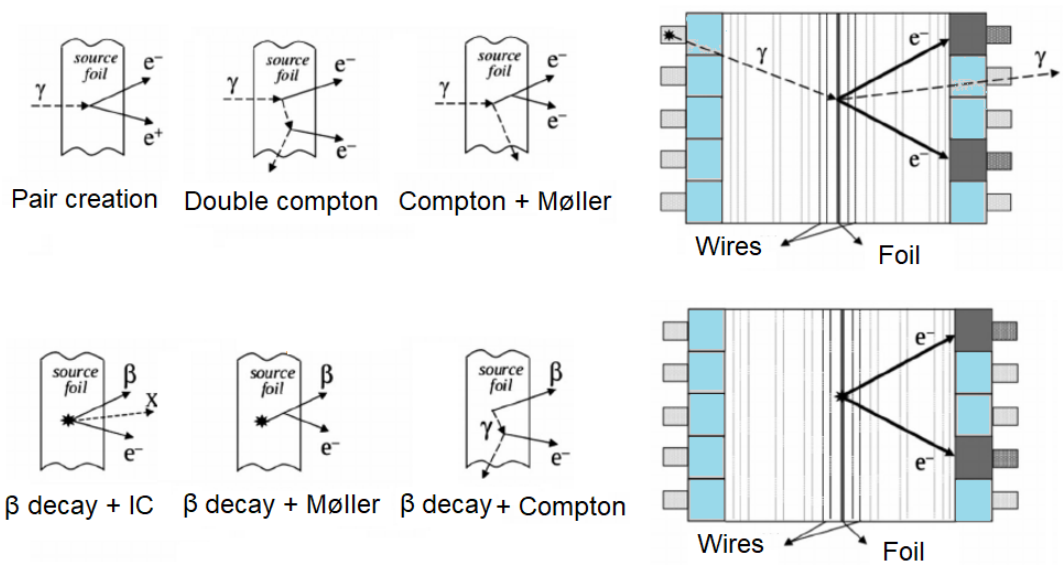 source
foil
γ
e⁻
e⁺
Pair creation
source
foil
γ
e⁻
e⁻
Double compton
source
foil
γ
e⁻
e⁻
Compton + Møller
γ
e⁻
γ
e⁻
Wires
Foil
source
foil
β
X
e⁻
β decay + IC
source
foil
β
e⁻
β decay + Møller
source
foil
β
γ
e⁻
β decay + Compton
e⁻
e⁻
Wires
Foil